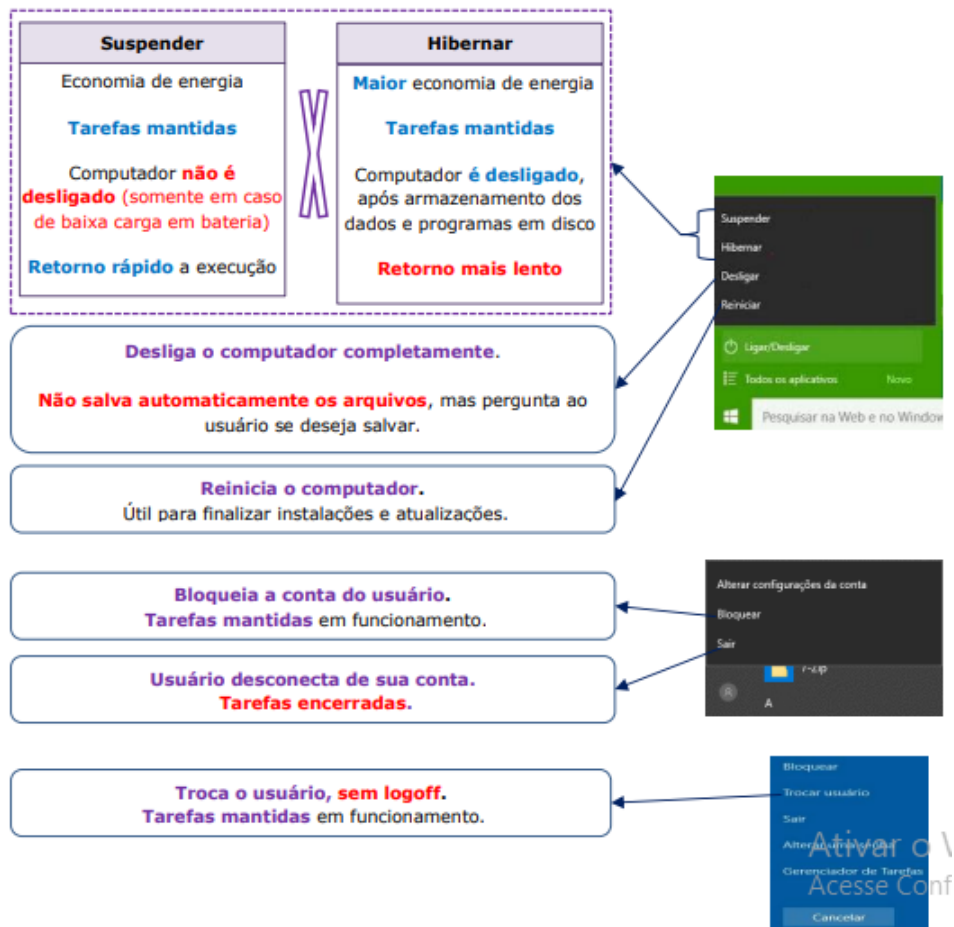 Suspender
Economia de energia
Tarefas mantidas
Computador não é
desligado (somente em caso
de baixa carga em bateria)
Retorno rápido a execução
Hibernar
Maior economia de energia
Tarefas mantidas
Computador é desligado,
após armazenamento dos
dados e programas em disco
Retorno mais lento
Suspender
Hibernar
Desligar
Reiniciar
Ligar/Desligar
Todos os aplicativos Novo
Pesquisar na Web e no Window
Desliga o computador completamente.
Não salva automaticamente os arquivos, mas pergunta ao
usuário se deseja salvar.
Reinicia o computador.
Útil para finalizar instalações e atualizações.
Bloqueia a conta do usuário.
Tarefas mantidas em funcionamento.
Usuário desconecta de sua conta.
Tarefas encerradas.
Alterar configurações da conta
Bloquear
Sair
7-Zip
A
Troca o usuário, sem logoff.
Tarefas mantidas em funcionamento.
Bloquear
Trocar usuário
Sair
Alterar uma senha
Gerenciador de Tarefas
Cancelar
Ativar o
Acesse Conf